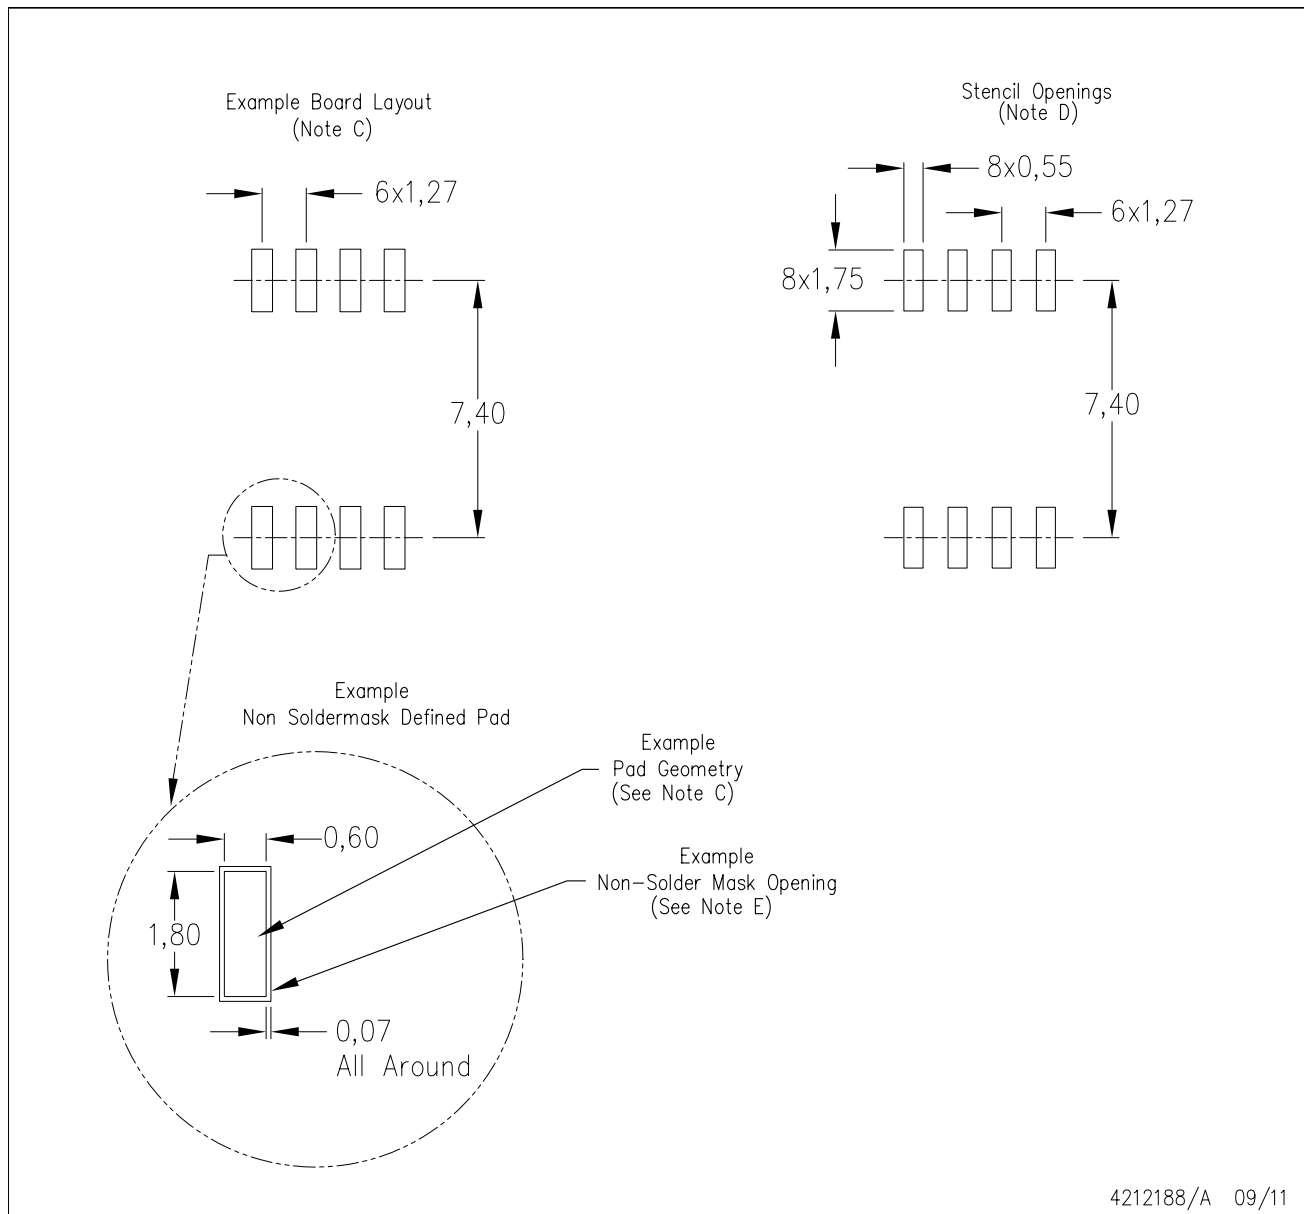 Example Board Layout
(Note C)
6x1,27
7,40
Stencil Openings
(Note D)
8x0,55
6x1,27
8x1,75
7,40
Example
Non Soldermask Defined Pad
Example
Pad Geometry
(See Note C)
0,60
Example
Non-Solder Mask Opening
(See Note E)
1,80
0,07
All Around
4212188/A 09/11